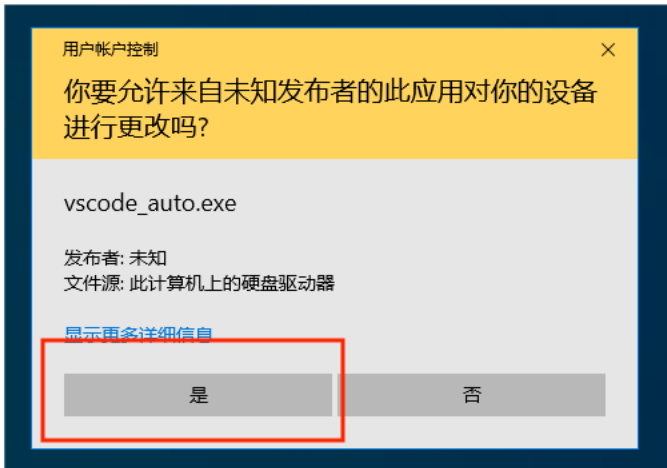 用户帐户控制
你要允许来自未知发布者的此应用对你的设备
进行更改吗?
vscode_auto.exe
发布者: 未知
文件源: 此计算机上的硬盘驱动器
显示更多详细信息
是
否